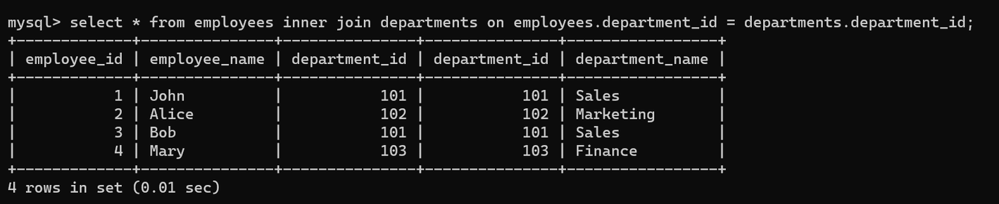 mysql> select * from employees inner join departments on employees.department_id = departments.department_id;
+-------------+---------------+---------------+---------------+-----------------+
| employee_id | employee_name | department_id | department_id | department_name |
+-------------+---------------+---------------+---------------+-----------------+
|           1 | John          |           101 |           101 | Sales           |
|           2 | Alice         |           102 |           102 | Marketing       |
|           3 | Bob           |           101 |           101 | Sales           |
|           4 | Mary          |           103 |           103 | Finance         |
+-------------+---------------+---------------+---------------+-----------------+
4 rows in set (0.01 sec)